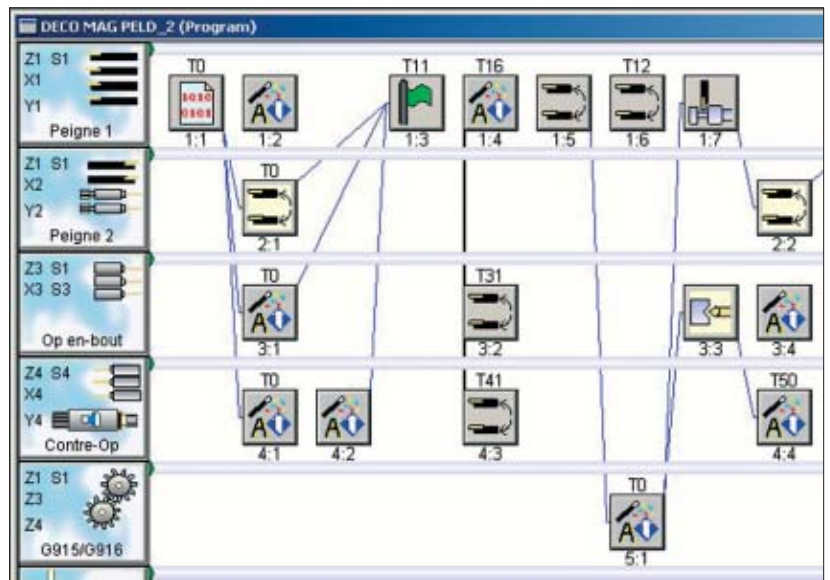 DECO MAG PELD_2 (Program)
Z1 S1
X1
Y1
Peigne 1
T0
1010
0101
1:1
A
1:2
T11
1:3
T16
A
1:4
1:5
T12
1:6
1:7
Z1 S1
X2
Y2
Peigne 2
T0
2:1
2:2
Z3 S1
X3 S3
Op en-bout
T0
A
3:1
T31
3:2
3:3
A
3:4
Z4 S4
X4
Y4
Contre-Op
T0
A
4:1
A
4:2
T41
4:3
T50
A
4:4
Z1 S1
Z3
Z4
G915/G916
T0
A
5:1